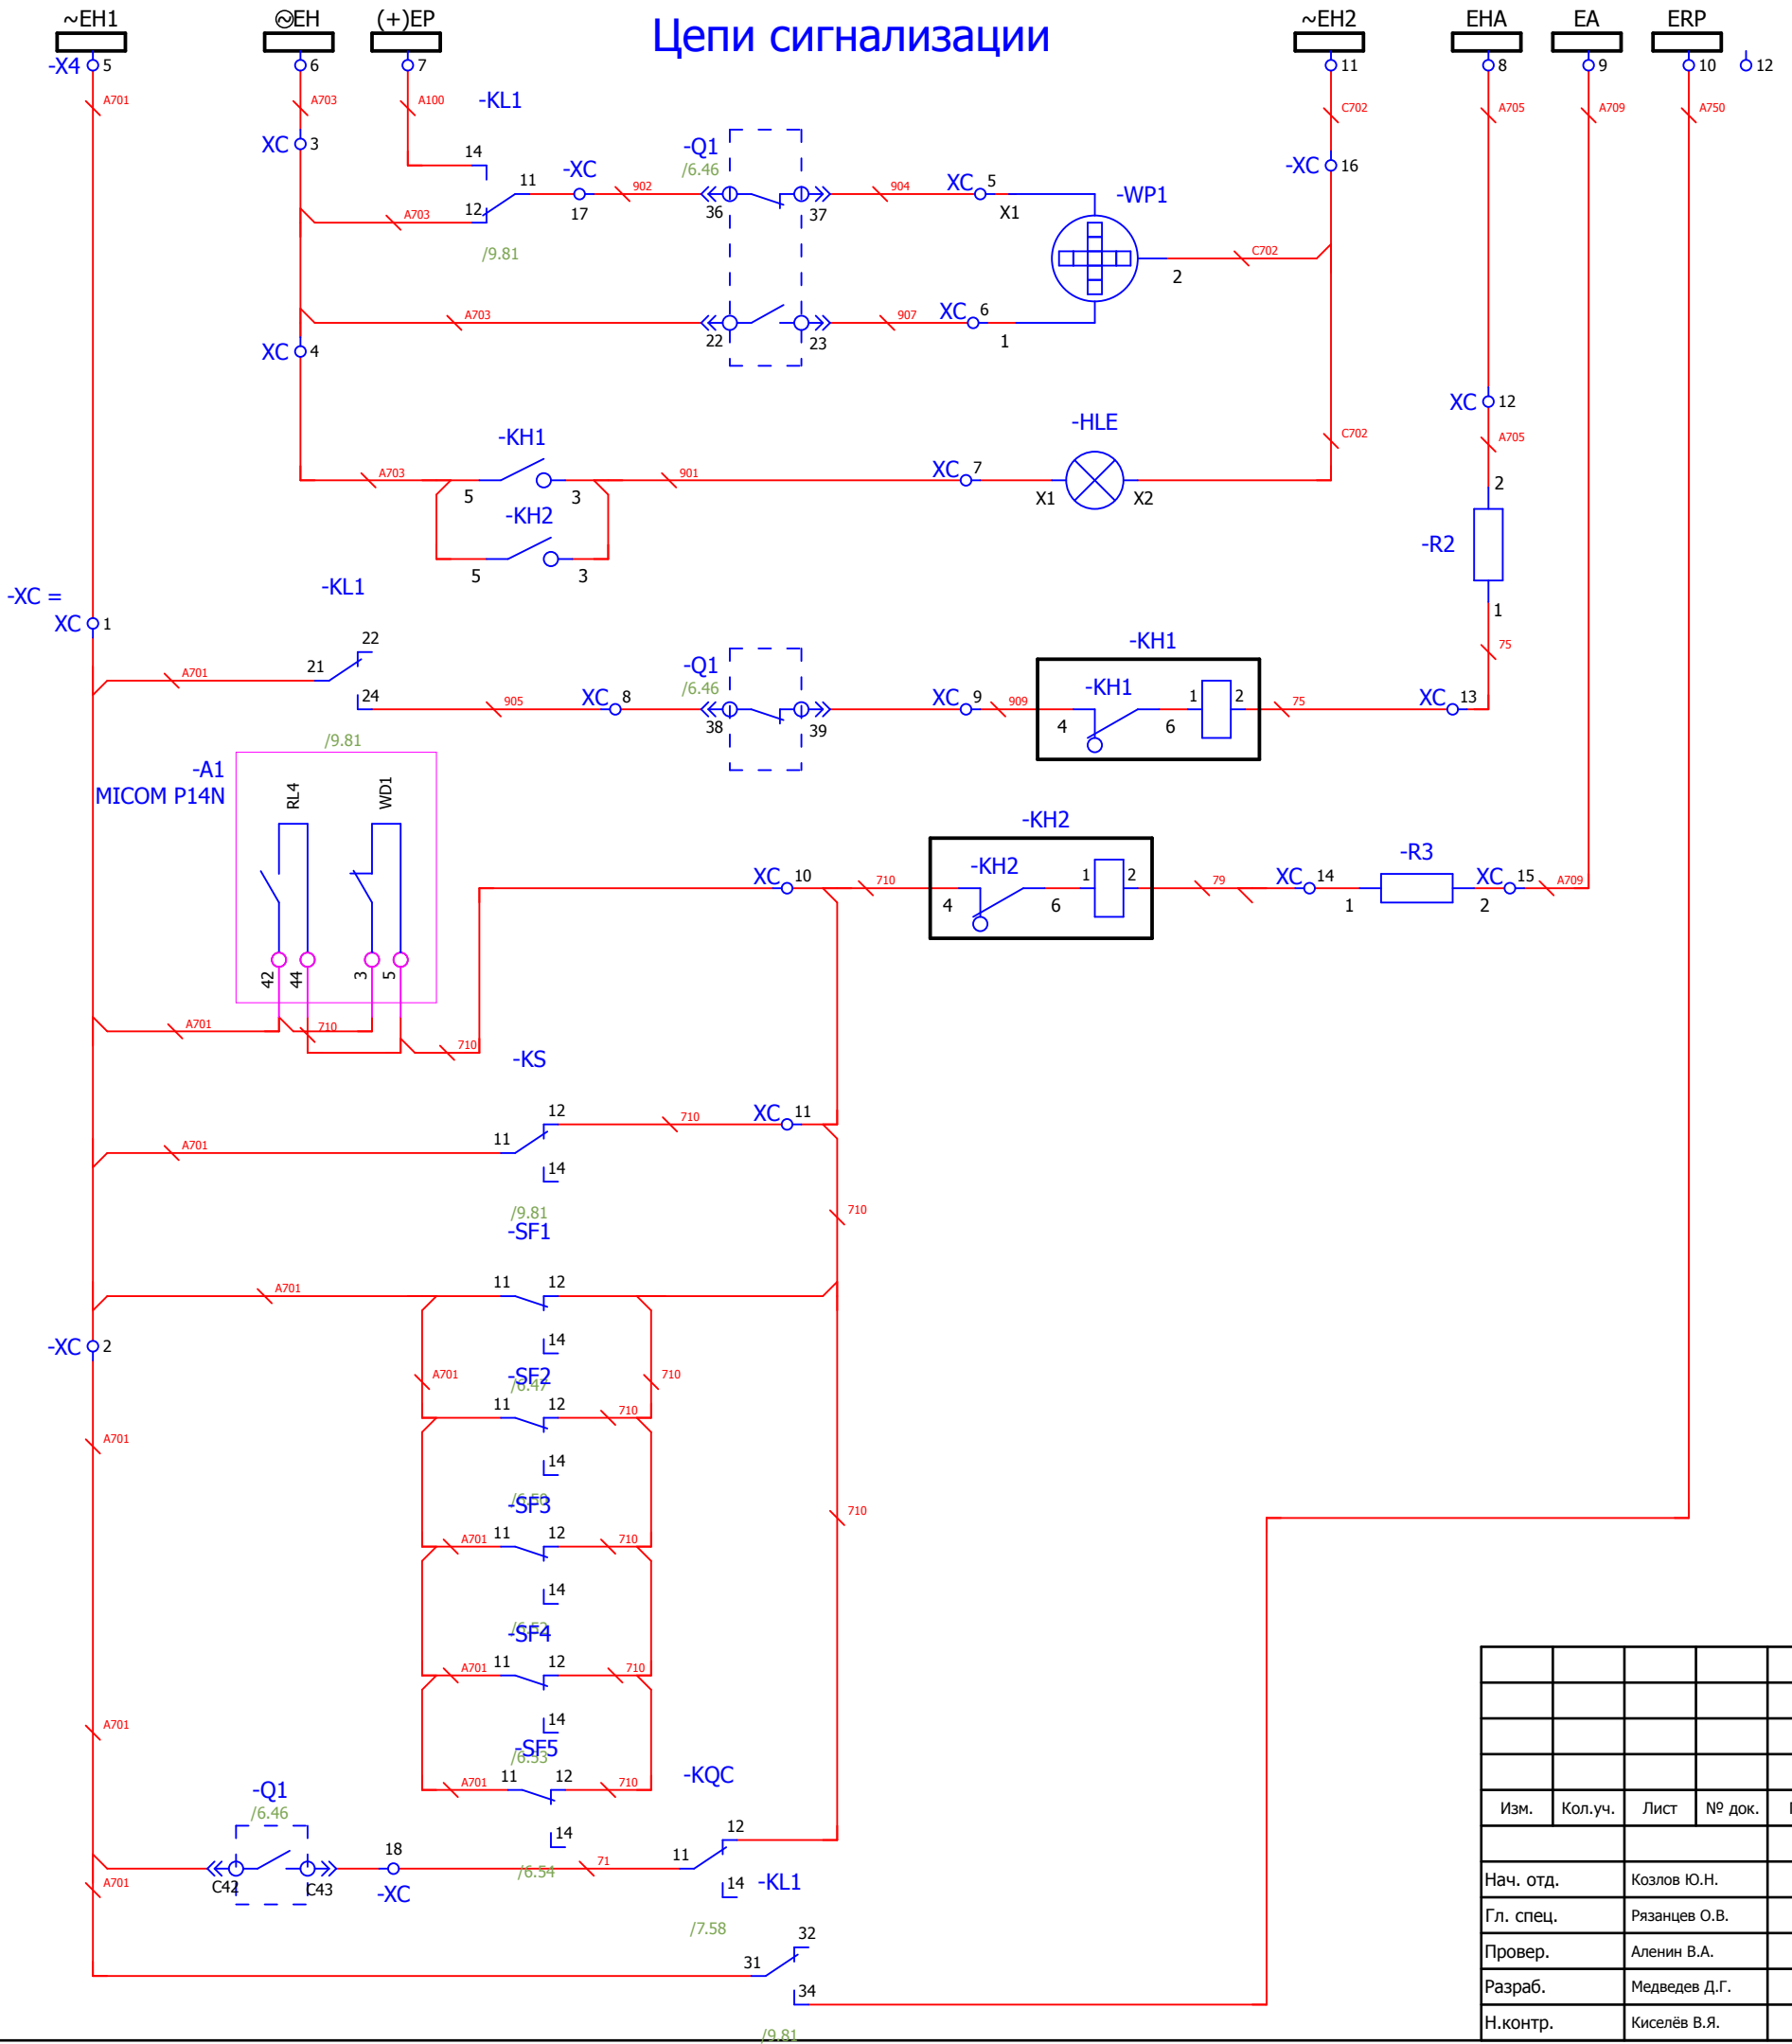 ~EH1
~EH
(+)EP
Цепи сигнализации
~EH2
EHA
EA
ERP
-X4 5
6
7
11
8
9
10
12
A701
A703
A100
-KL1
C702
A705
A709
A750
XC 3
14
11
-XC
17
902
-Q1
/6.46
36
37
904
XC 5
X1
-WP1
-XC 16
A703
12
/9.81
2
C702
A703
22
23
907
XC 6
1
XC 4
XC 12
A705
-KH1
-HLE
C702
A703
5
3
901
XC 7
X1
X2
2
-KH2
5
3
-R2
1
-XC =
XC 1
-KL1
22
21
A701
24
905
XC 8
-Q1
/6.46
38
39
XC 9
909
-KH1
-KH1
4
6
1
2
75
XC 13
75
/9.81
-A1
MICOM P14N
RL4
WD1
42
44
3
5
A701
710
710
XC 10
710
-KH2
-KH2
4
6
1
2
79
XC 14
1
-R3
2
XC 15
A709
-KS
12
11
14
A701
710
XC 11
/9.81
710
-SF1
A701
11
12
14
-XC 2
A701
710
-SF2
/6.47
11
12
710
14
A701
-SF3
A701
11
12
710
14
710
-SF4
A701
11
12
710
14
A701
-SF5
/6.53
A701
11
12
710
14
/6.54
-Q1
/6.46
C42
C43
18
-XC
71
-KQC
12
11
14
/7.58
A701
-KL1
32
31
34
/9.81
Изм.
Кол.уч.
Лист
№ док.
Нач. отд.
Козлов Ю.Н.
Гл. спец.
Рязанцев О.В.
Провер.
Аленин В.А.
Разраб.
Медведев Д.Г.
Н.контр.
Киселёв В.Я.